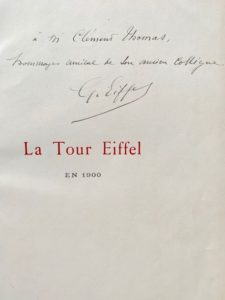 à M Clément Thomas,
hommage amical de son ancien Collègue
G. Eiffel
La Tour Eiffel
EN 1900